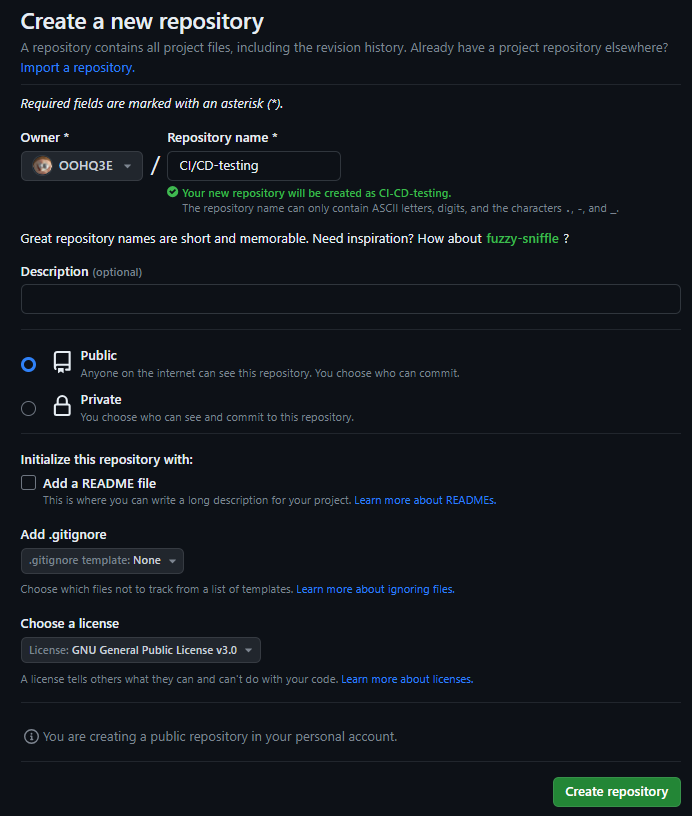 Create a new repository
A repository contains all project files, including the revision history. Already have a project repository elsewhere?
Import a repository.
Required fields are marked with an asterisk (*).
Owner *
Repository name *
OOHQ3E
/
CI/CD-testing
Your new repository will be created as CI-CD-testing.
The repository name can only contain ASCII letters, digits, and the characters ., -, and _.
Great repository names are short and memorable. Need inspiration? How about fuzzy-sniffle ?
Description (optional)
Public
Anyone on the internet can see this repository. You choose who can commit.
Private
You choose who can see and commit to this repository.
Initialize this repository with:
Add a README file
This is where you can write a long description for your project. Learn more about READMEs.
Add .gitignore
.gitignore template: None
Choose which files not to track from a list of templates. Learn more about ignoring files.
Choose a license
License: GNU General Public License v3.0
A license tells others what they can and can't do with your code. Learn more about licenses.
You are creating a public repository in your personal account.
Create repository